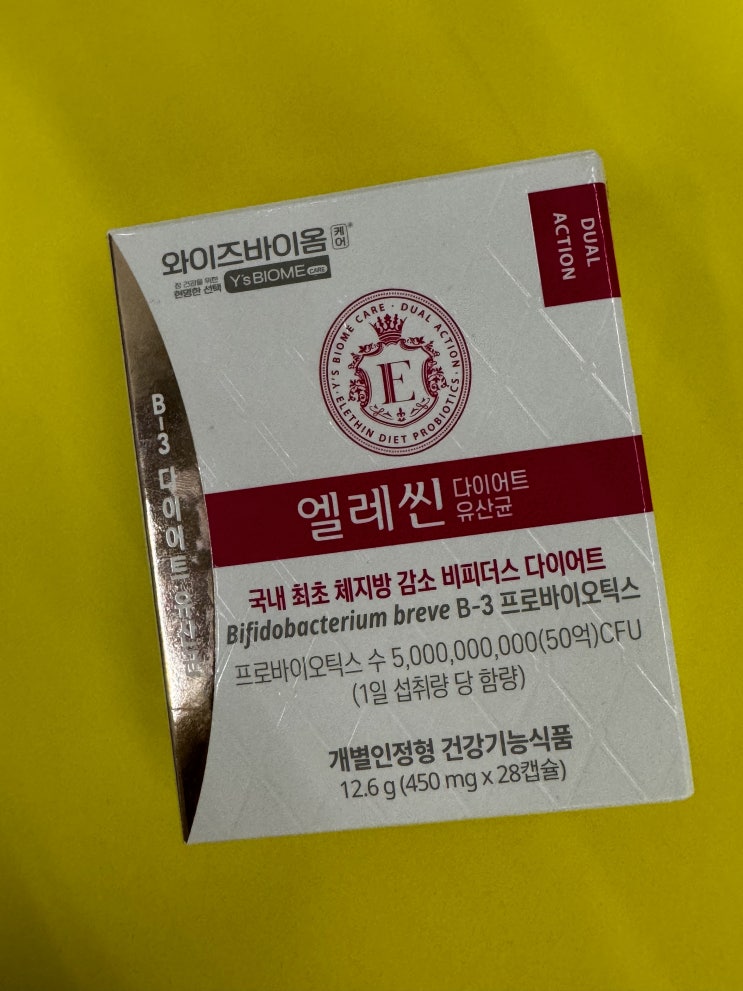 와이즈바이옴® 케어
장 건강을 위한
현명한 선택
Y'sBIOME CARE
DUAL
ACTION
Y'S BIOME CARE · DUAL ACTION · ELETHIN DIET PROBIOTICS ·
E
B-3 다이어트 유산균
엘레씬 다이어트
유산균
국내 최초 체지방 감소 비피더스 다이어트
Bifidobacterium breve B-3 프로바이오틱스
프로바이오틱스 수 5,000,000,000(50억)CFU
(1일 섭취량 당 함량)
개별인정형 건강기능식품
12.6 g (450 mg x 28캡슐)